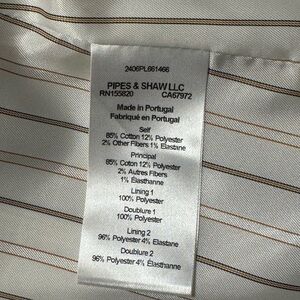 2406PL661466
PIPES & SHAW LLC
RN155820 CA67972
Made in Portugal
Fabriqué en Portugal
Self
85% Cotton 12% Polyester
2% Other Fibers 1% Elastane
Principal
85% Coton 12% Polyester
2% Autres Fibers
1% Élasthanne
Lining 1
100% Polyester
Doublure 1
100% Polyester
Lining 2
96% Polyester 4% Elastane
Doublure 2
96% Polyester 4% Élasthanne